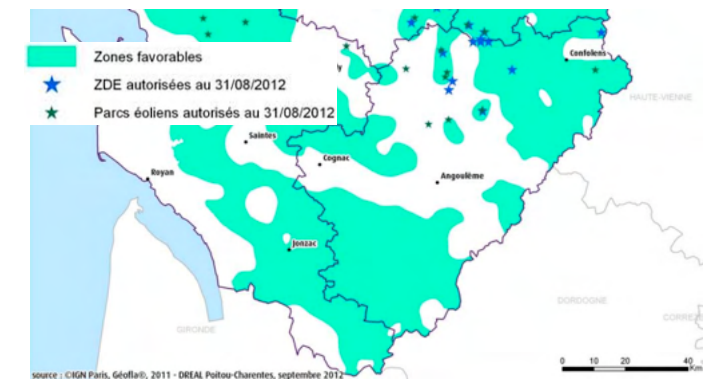 Zones favorables
ZDE autorisées au 31/08/2012
Parcs éoliens autorisés au 31/08/2012
Confolens
HAUTE-VIENNE
Saintes
Cognac
Royan
Angoulême
Jonzac
DORDOGNE
CORREZE
GIRONDE
0 10 20 40
Km
source : ©IGN Paris, Géofla®, 2011 - DREAL Poitou-Charentes, septembre 2012